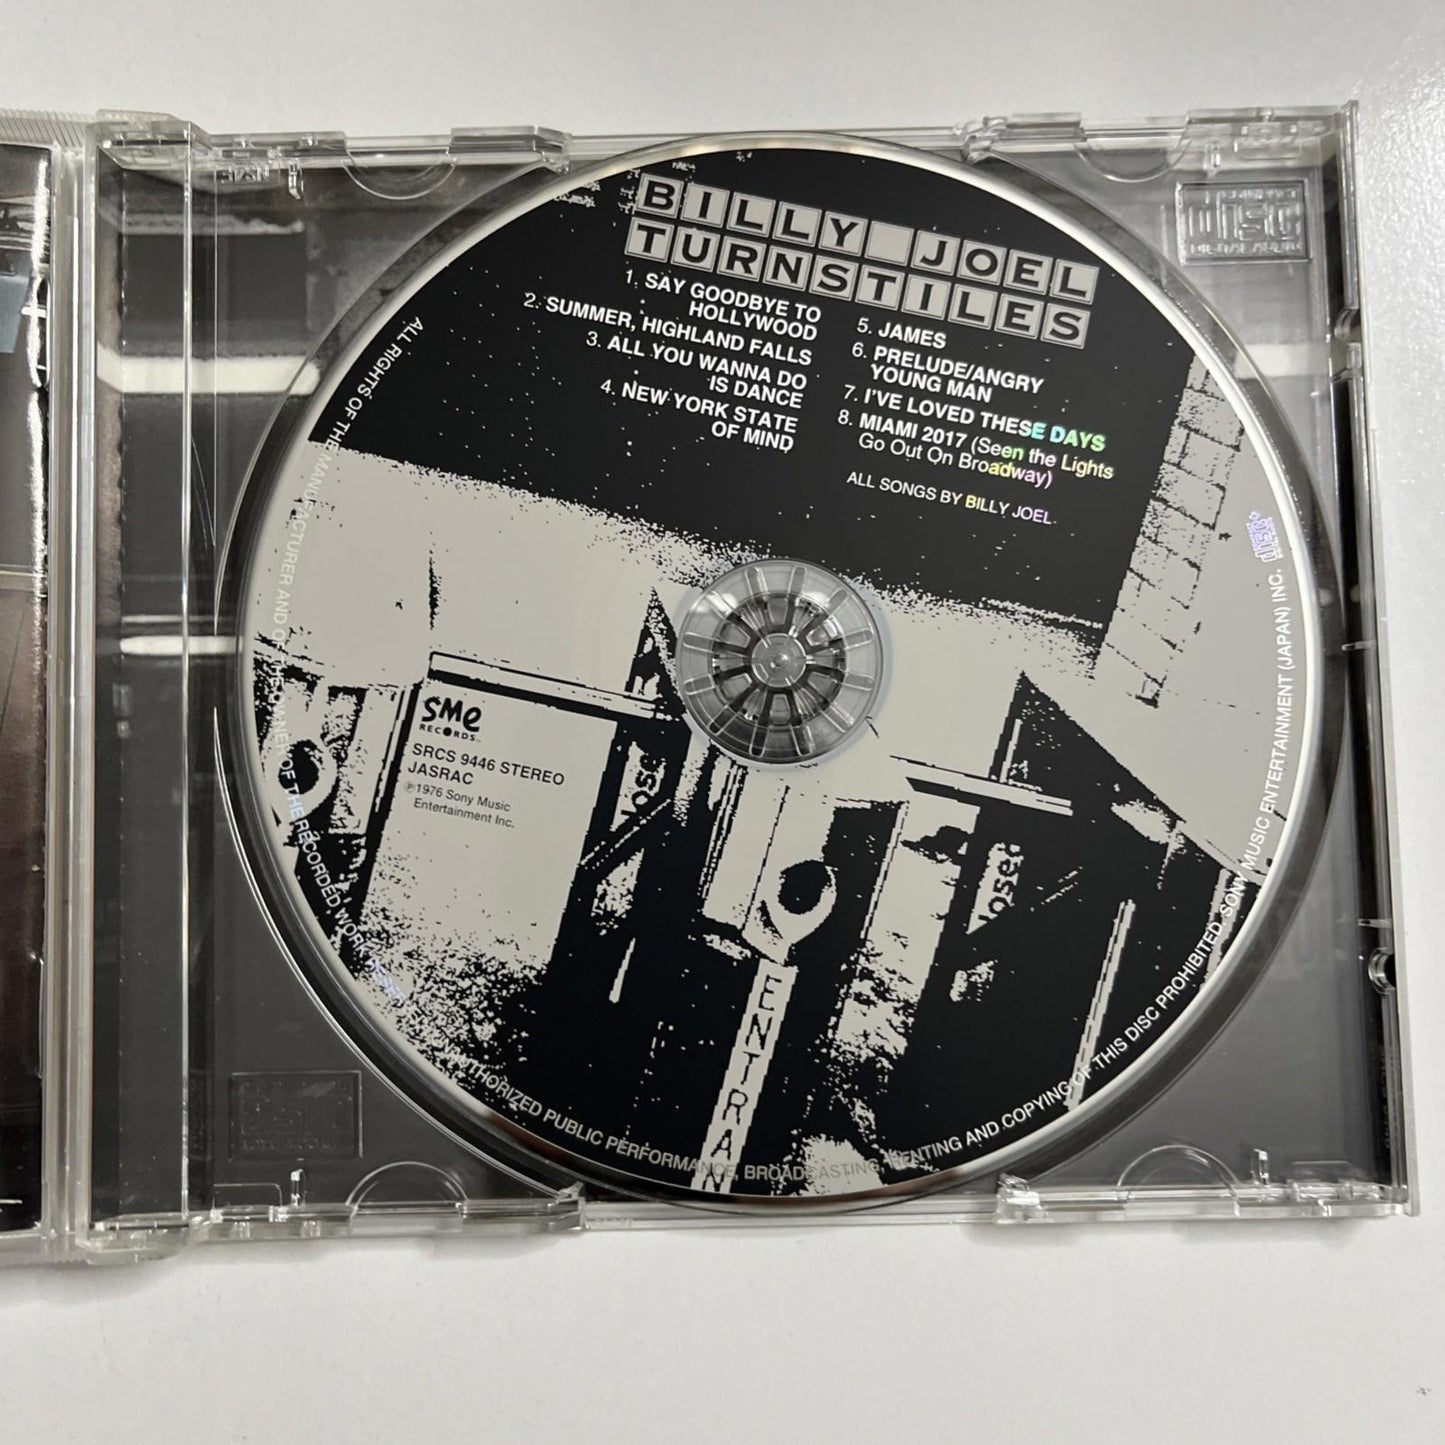 BILLY JOEL
TURNSTILES
1. SAY GOODBYE TO
HOLLYWOOD
2. SUMMER, HIGHLAND FALLS
3. ALL YOU WANNA DO
IS DANCE
4. NEW YORK STATE
OF MIND
5. JAMES
6. PRELUDE/ANGRY
YOUNG MAN
7. I'VE LOVED THESE DAYS
8. MIAMI 2017 (Seen the Lights
Go Out On Broadway)
ALL SONGS BY BILLY JOEL
SME
RECORDS
SRCS 9446 STEREO
JASRAC
℗1976 Sony Music
Entertainment Inc.
ENTRAN
ALL RIGHTS OF THE MANUFACTURER AND OF THE OWNER OF THE RECORDED WORK PUBLIC PERFORMANCE, BROADCASTING, RENTING AND COPYING OF THIS DISC PROHIBITED. SONY MUSIC ENTERTAINMENT (JAPAN) INC.
disc
disc
DIGITAL AUDIO